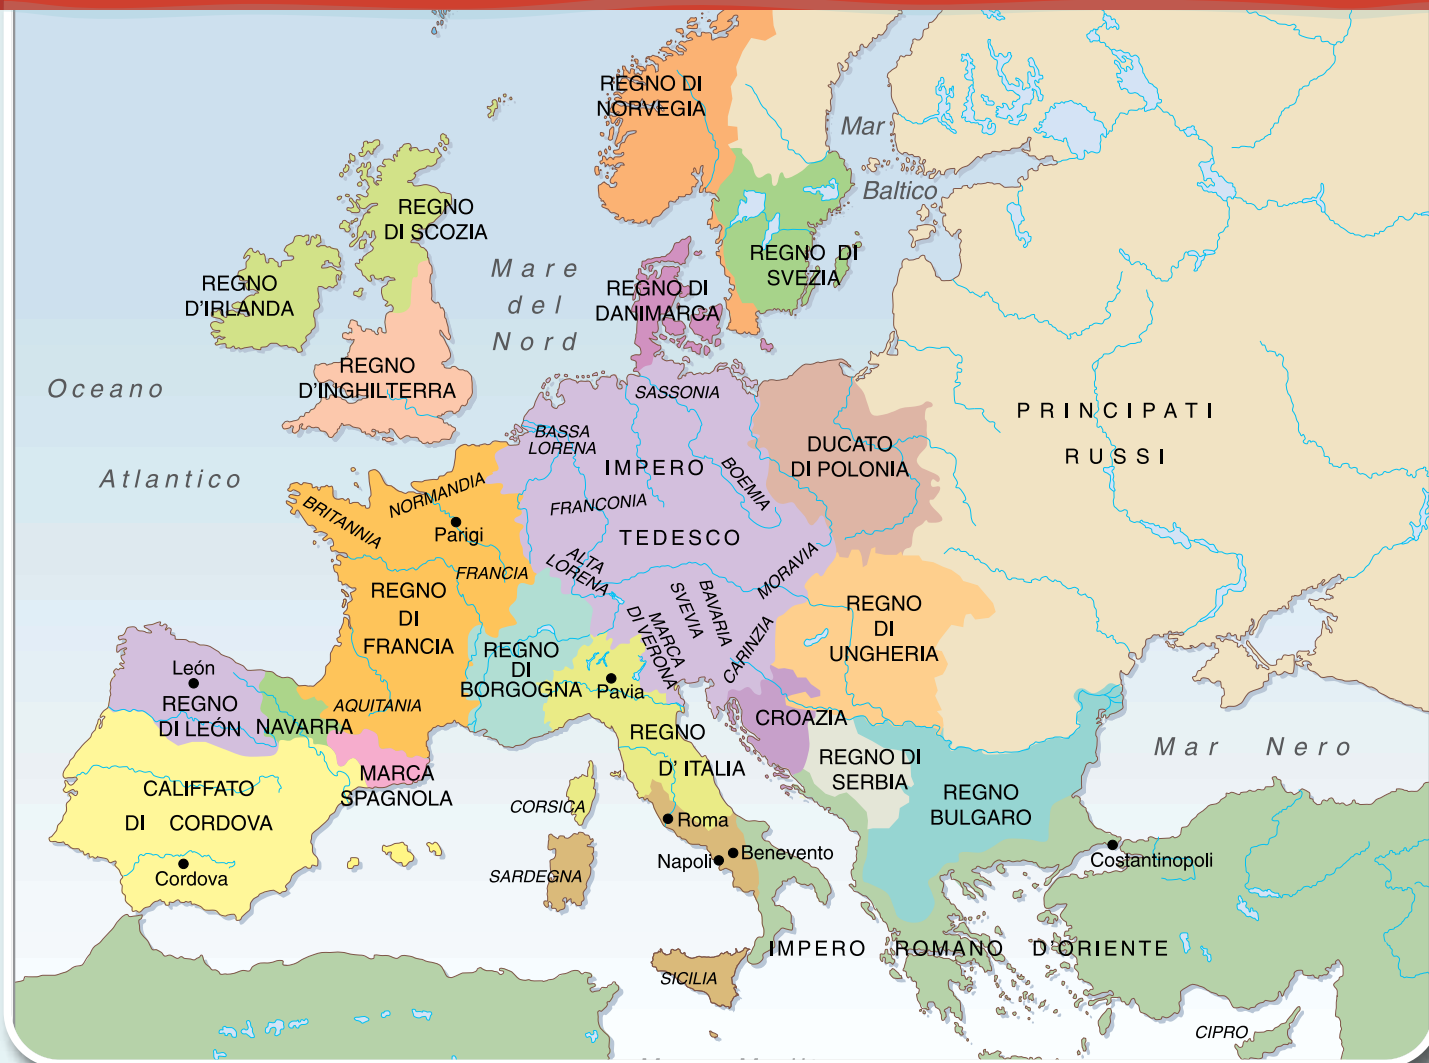 REGNO DI
NORVEGIA
Mar
Baltico
REGNO
DI SCOZIA
REGNO DI
SVEZIA
Mare
del
Nord
REGNO
D'IRLANDA
REGNO DI
DANIMARCA
REGNO
D'INGHILTERRA
Oceano
Atlantico
SASSONIA
BASSA
LORENA
IMPERO
TEDESCO
BOEMIA
FRANCONIA
DUCATO
DI POLONIA
PRINCIPATI
RUSSI
NORMANDIA
BRITANNIA
Parigi
FRANCIA
ALTA
LORENA
MORAVIA
BAVARIA
SVEVIA
MARCA
DI VERONA
CARINZIA
REGNO
DI
FRANCIA
REGNO
DI
UNGHERIA
REGNO
DI
BORGOGNA
Pavia
León
REGNO
DI LEÓN
NAVARRA
AQUITANIA
CROAZIA
REGNO
D' ITALIA
REGNO DI
SERBIA
Mar Nero
MARCA
SPAGNOLA
CALIFFATO
DI CORDOVA
Cordova
CORSICA
SARDEGNA
Roma
Napoli
Benevento
REGNO
BULGARO
Costantinopoli
IMPERO ROMANO D'ORIENTE
SICILIA
CIPRO